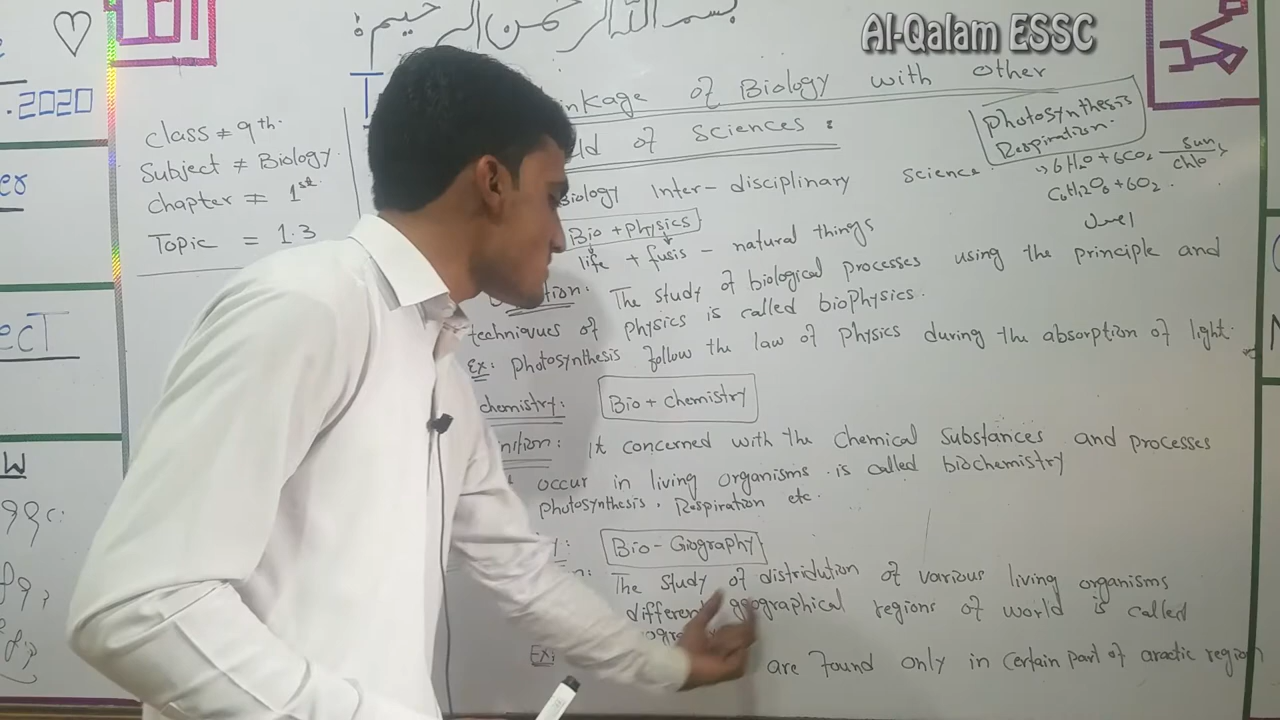 بسم الله الرحمن الرحیم
Al-Qalam ESSC
.2020
inkage of Biology with other
ld of Sciences :
class = 9th.
Subject = Biology.
chapter = 1st.
Topic = 1.3
Photosynthesis
Respiration.
6H2O + 6CO2 Sun
Chlo
C6H12O6 + 6O2.
Biology Inter-disciplinary science
Bio + Physics
life + fusis - natural things
tion: The study of biological processes using the principle and
techniques of physics is called biophysics.
Ex: Photosynthesis follow the law of Physics during the absorption of light.
chemistry: Bio + chemistry
nition: It concerned with the chemical substances and processes
occur in living organisms is called biochemistry
Photosynthesis, Respiration etc.
y: Bio-Giography
n: The study of distribution of various living organisms
different geographical regions of world is called
Ex: are found only in certain part of aractic region
ecT
w